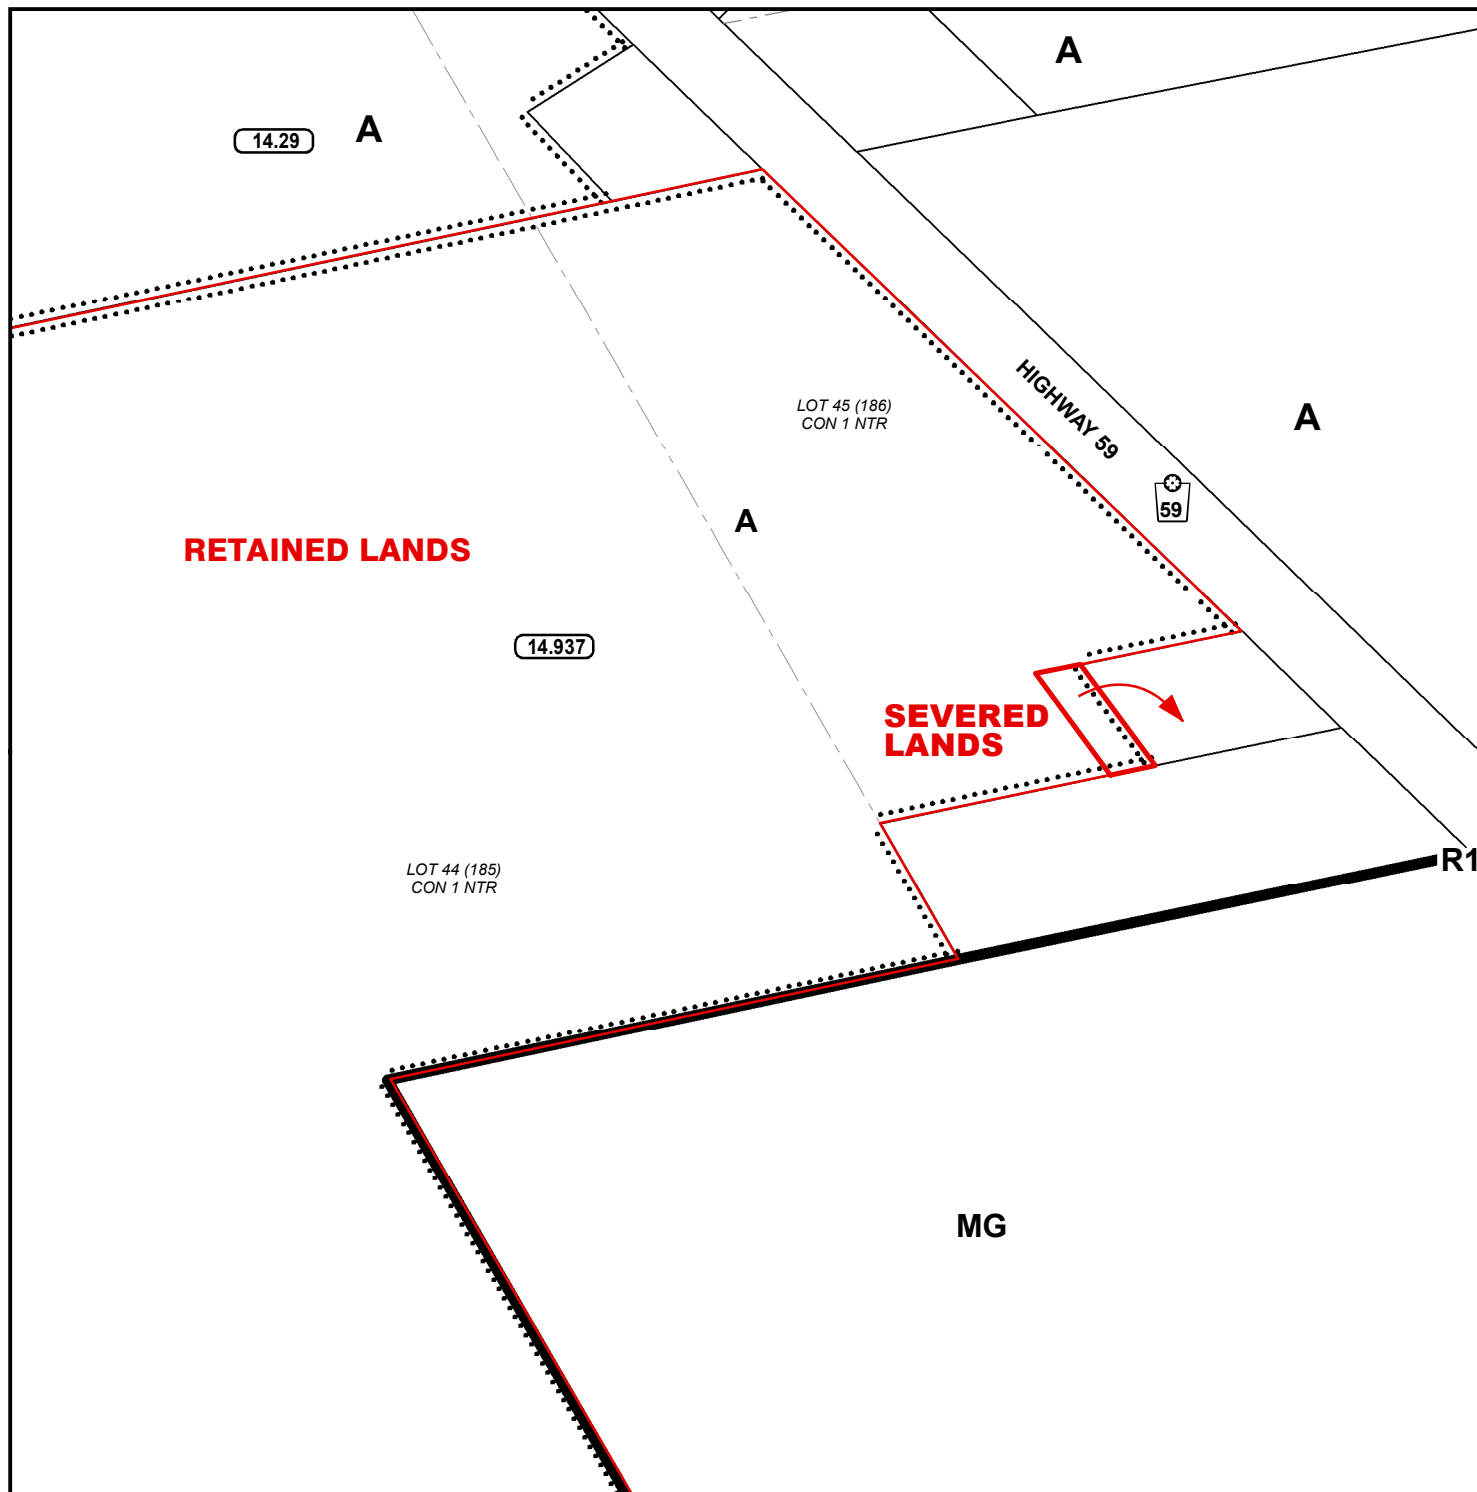 A
A
14.29
HIGHWAY 59
LOT 45 (186)
CON 1 NTR
A
59
A
RETAINED LANDS
14.937
SEVERED
LANDS
R1
LOT 44 (185)
CON 1 NTR
MG